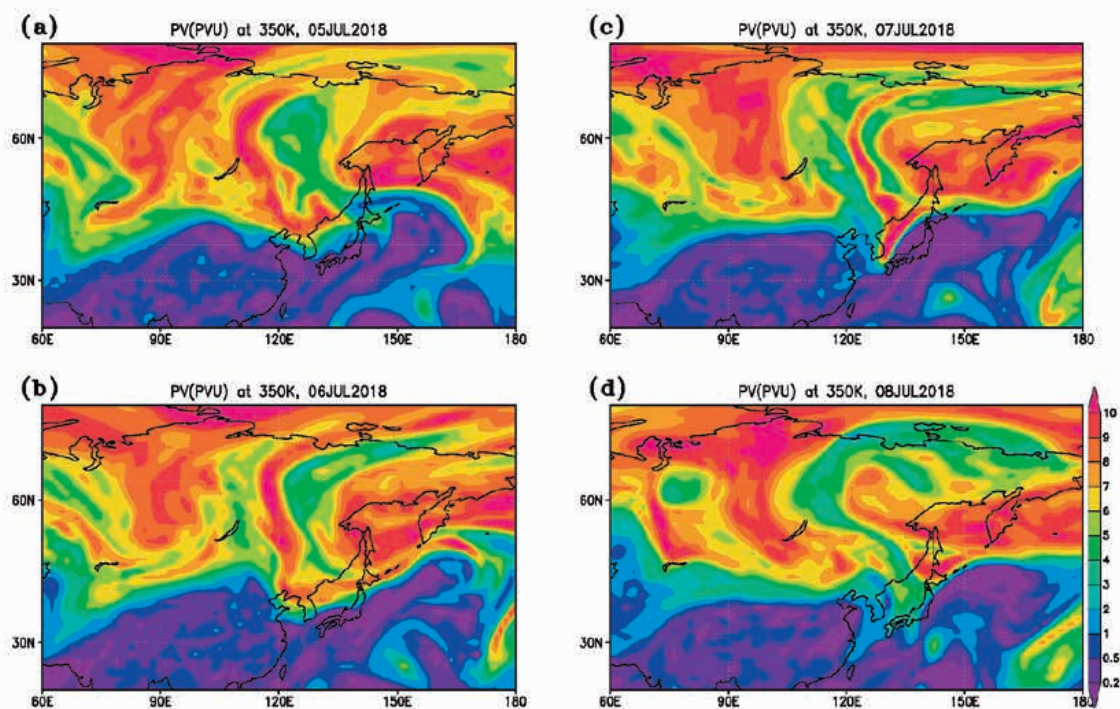 (a)
PV(PVU) at 350K, 05JUL2018
60N
30N
60E 90E 120E 150E 180
(c)
PV(PVU) at 350K, 07JUL2018
60N
30N
60E 90E 120E 150E 180
(b)
PV(PVU) at 350K, 06JUL2018
60N
30N
60E 90E 120E 150E 180
(d)
PV(PVU) at 350K, 08JUL2018
60N
30N
60E 90E 120E 150E 180
10
9
8
7
6
5
4
3
2
1
0.5
0.2